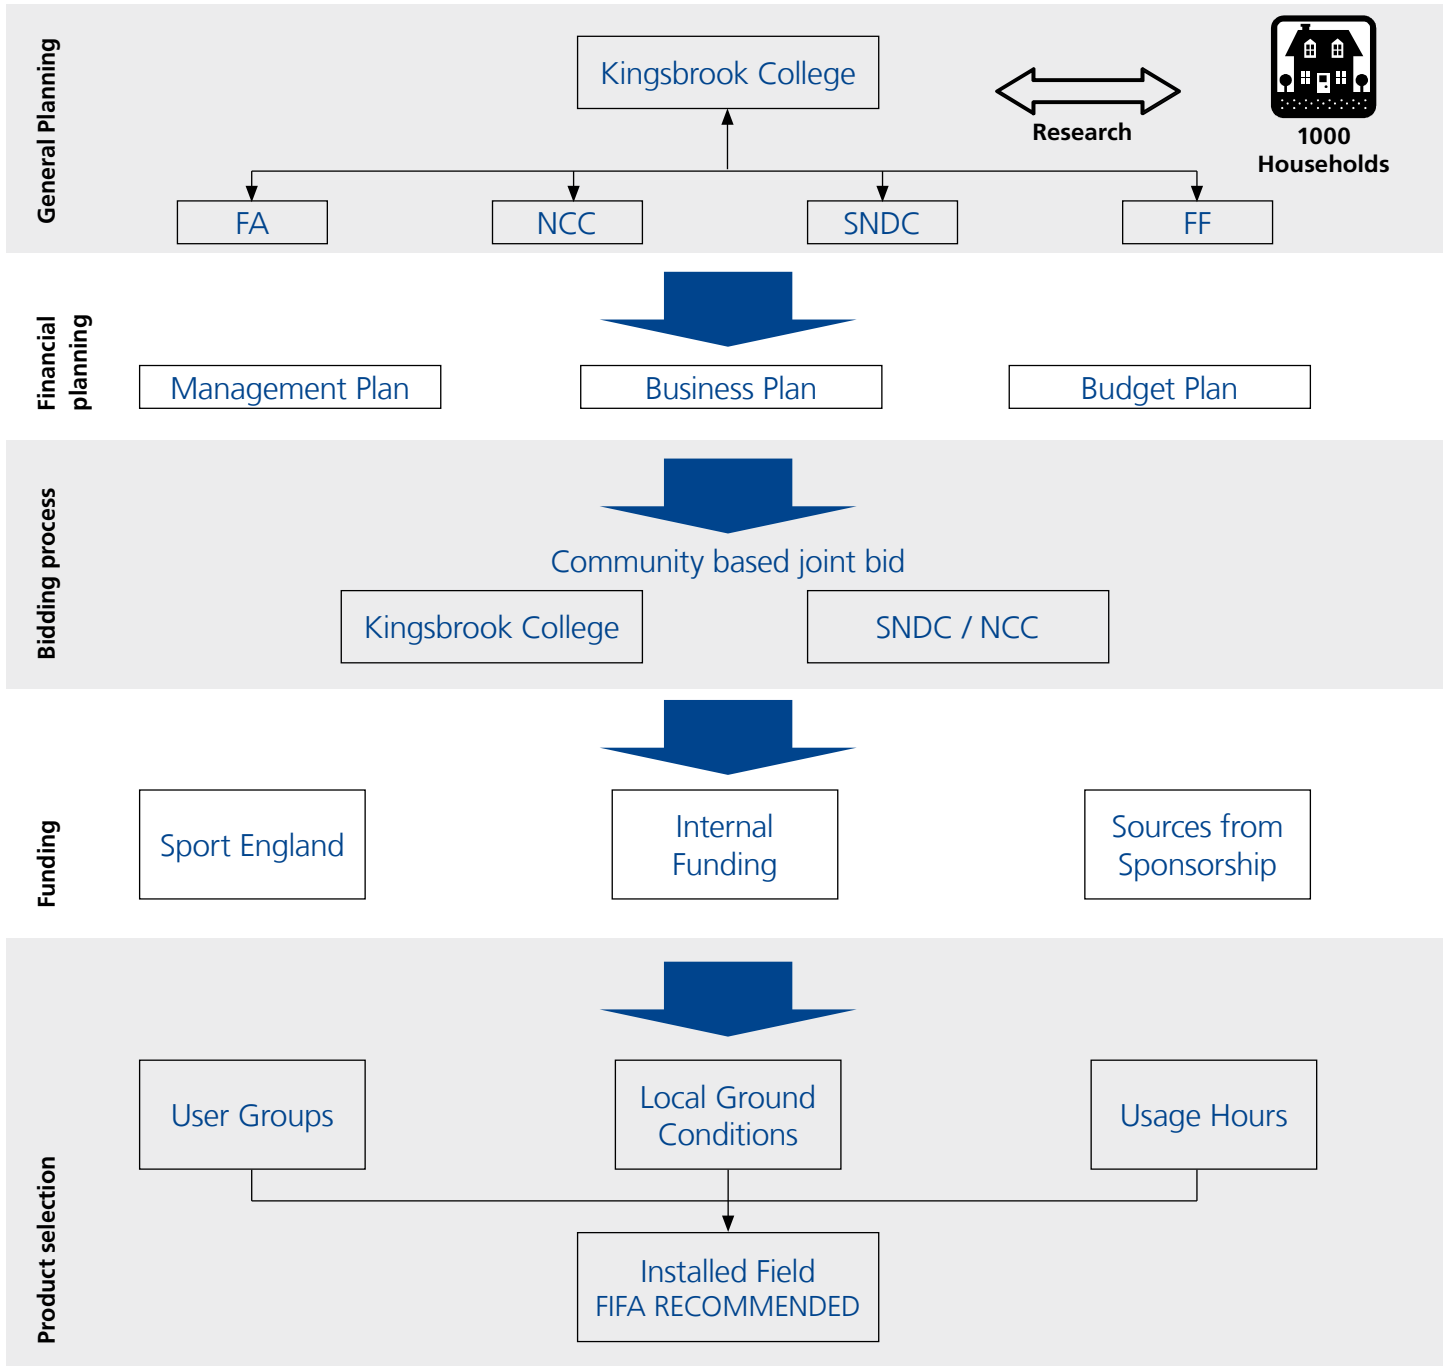 General Planning
Kingsbrook College
Research
1000
Households
FA
NCC
SNDC
FF
Financial
planning
Management Plan
Business Plan
Budget Plan
Bidding process
Community based joint bid
Kingsbrook College
SNDC / NCC
Funding
Sport England
Internal
Funding
Sources from
Sponsorship
Product selection
User Groups
Local Ground
Conditions
Usage Hours
Installed Field
FIFA RECOMMENDED